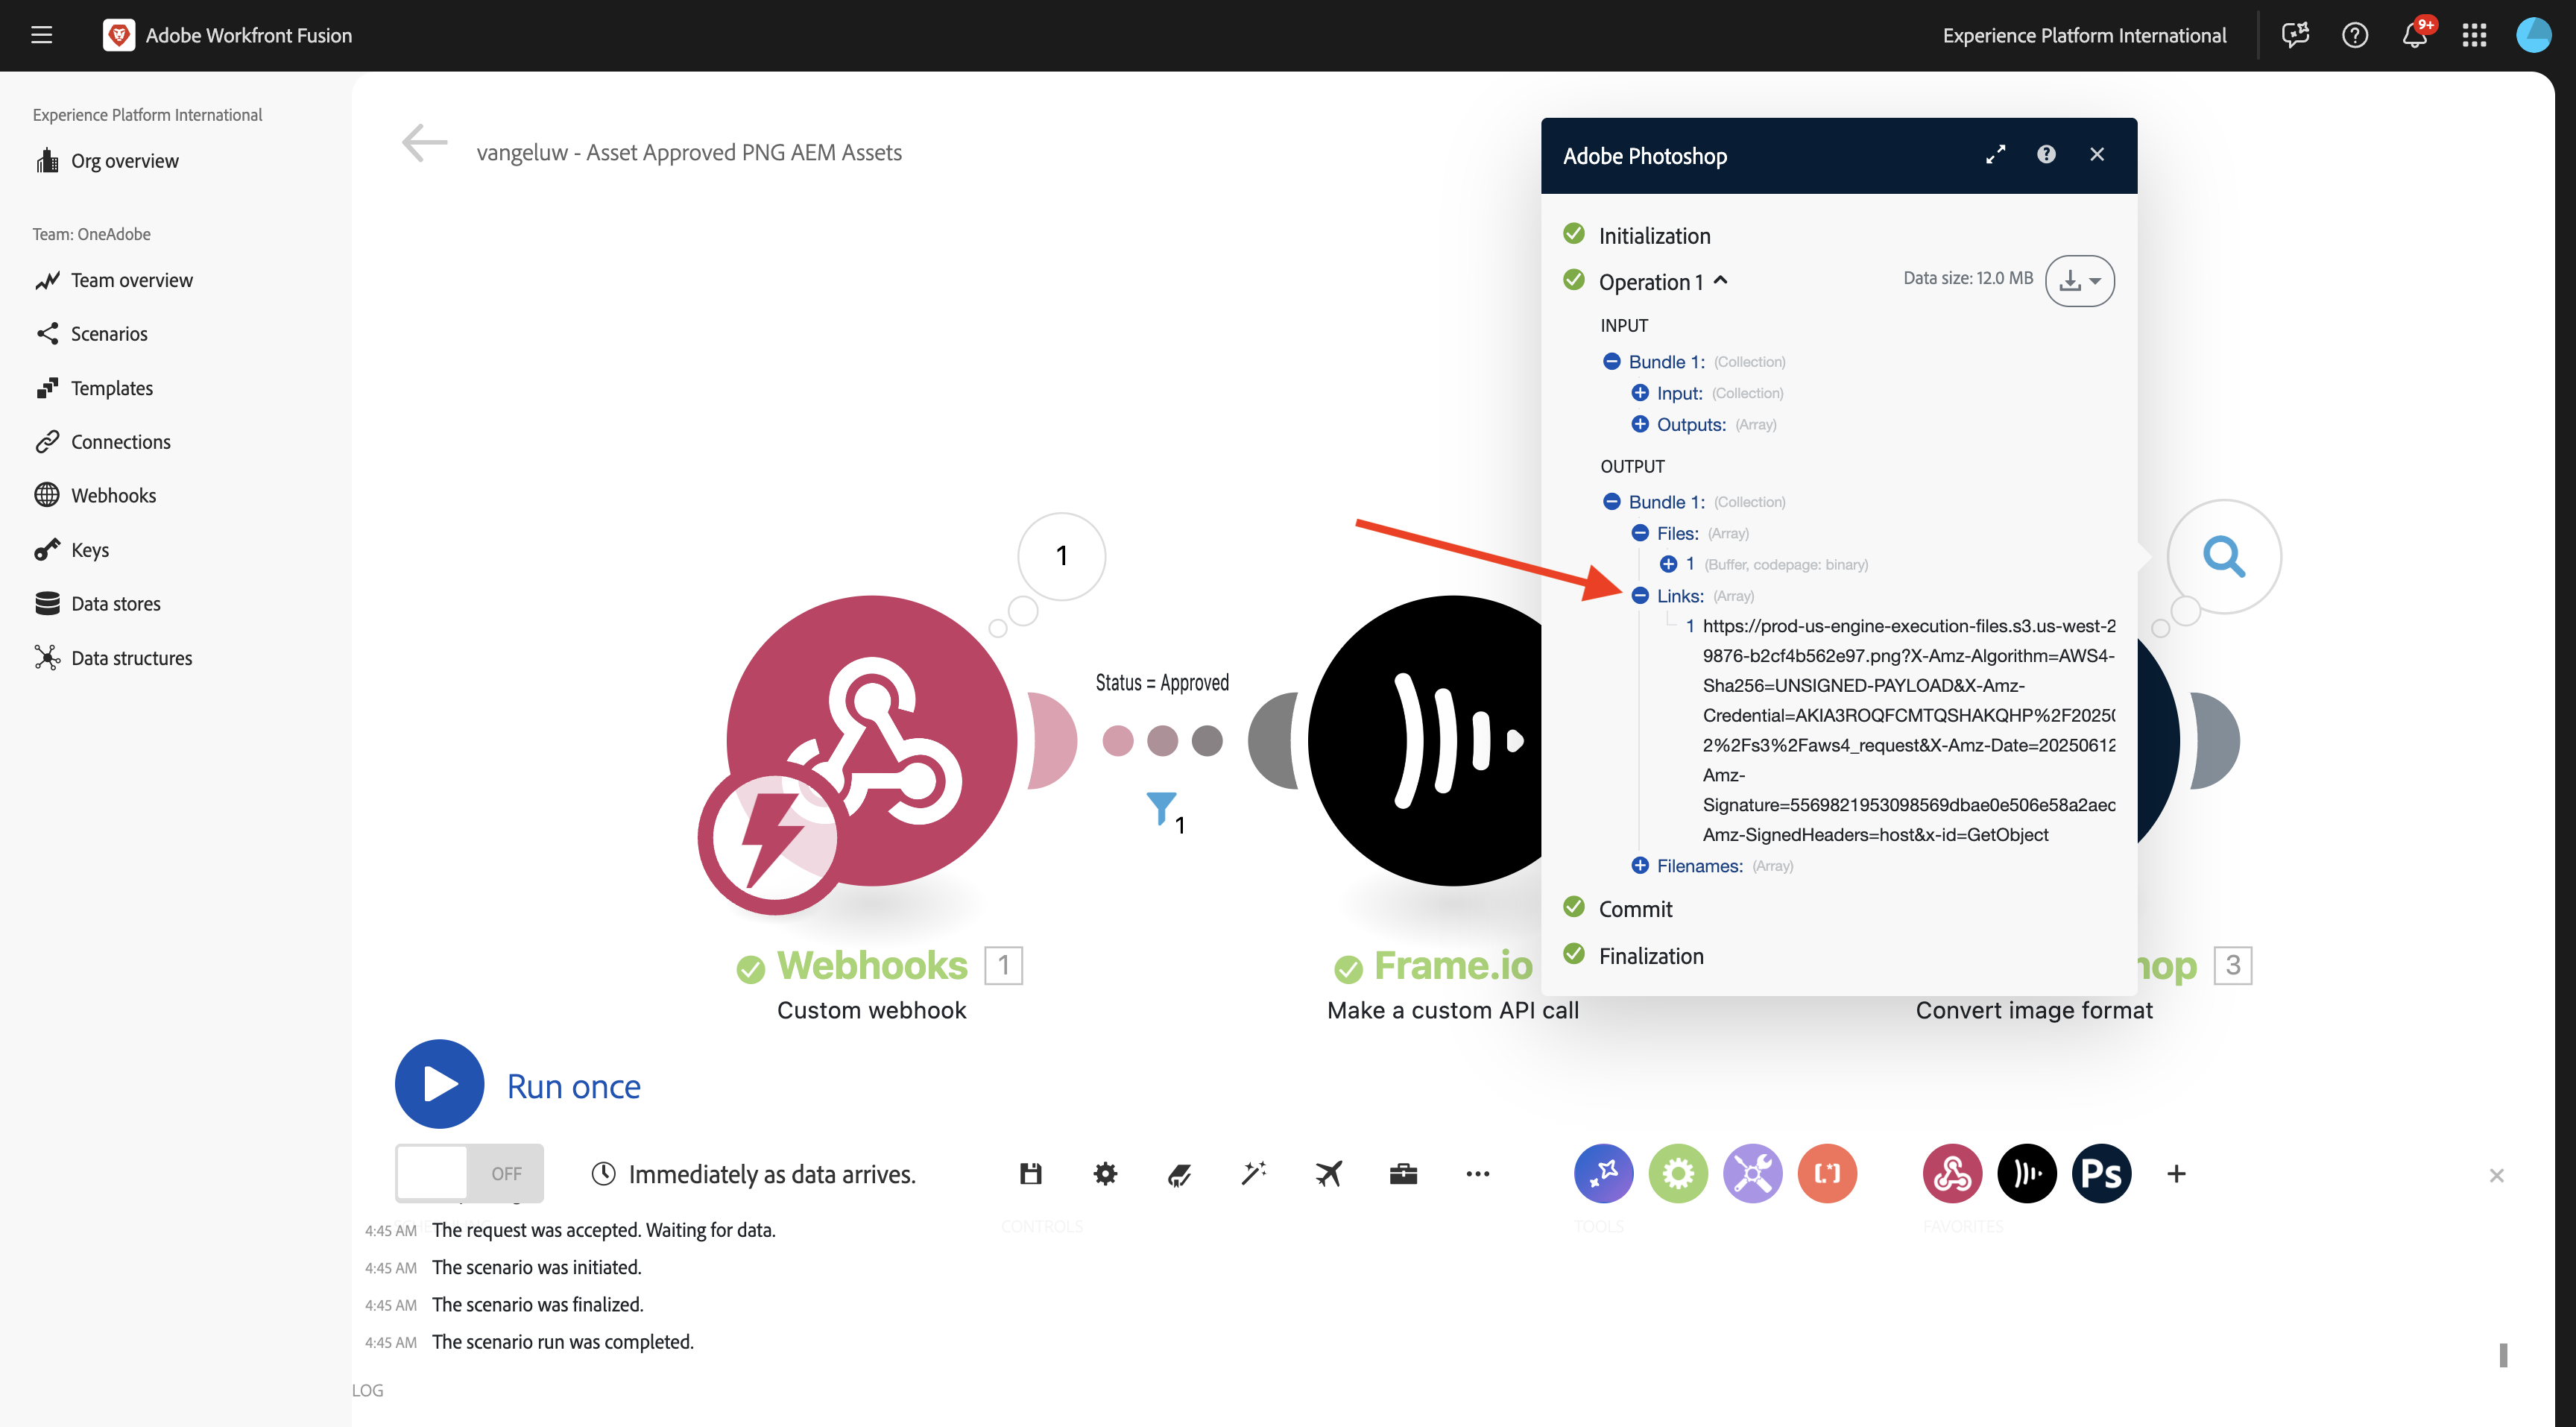 Adobe Workfront Fusion
Experience Platform International
9+
Experience Platform International
Org overview
Team: OneAdobe
Team overview
Scenarios
Templates
Connections
Webhooks
Keys
Data stores
Data structures
vangeluw - Asset Approved PNG AEM Assets
Adobe Photoshop
Initialization
Operation 1
Data size: 12.0 MB
INPUT
Bundle 1: (Collection)
Input: (Collection)
Outputs: (Array)
OUTPUT
Bundle 1: (Collection)
Files: (Array)
1 (Buffer, codepage: binary)
Links: (Array)
1 https://prod-us-engine-execution-files.s3.us-west-2
9876-b2cf4b562e97.png?X-Amz-Algorithm=AWS4-
Sha256=UNSIGNED-PAYLOAD&X-Amz-
Credential=AKIA3ROQFCMTQSHAKQHP%2F2025
2%2Fs3%2Faws4_request&X-Amz-Date=20250612
Amz-
Signature=5569821953098569dbae0e506e58a2aec
Amz-SignedHeaders=host&x-id=GetObject
Filenames: (Array)
Commit
Finalization
1
Status = Approved
1
Webhooks 1
Custom webhook
Frame.io
Make a custom API call
hop 3
Convert image format
Run once
OFF
Immediately as data arrives.
Ps
CONTROLS
TOOLS
FAVORITES
4:45 AM The request was accepted. Waiting for data.
4:45 AM The scenario was initiated.
4:45 AM The scenario was finalized.
4:45 AM The scenario run was completed.
LOG